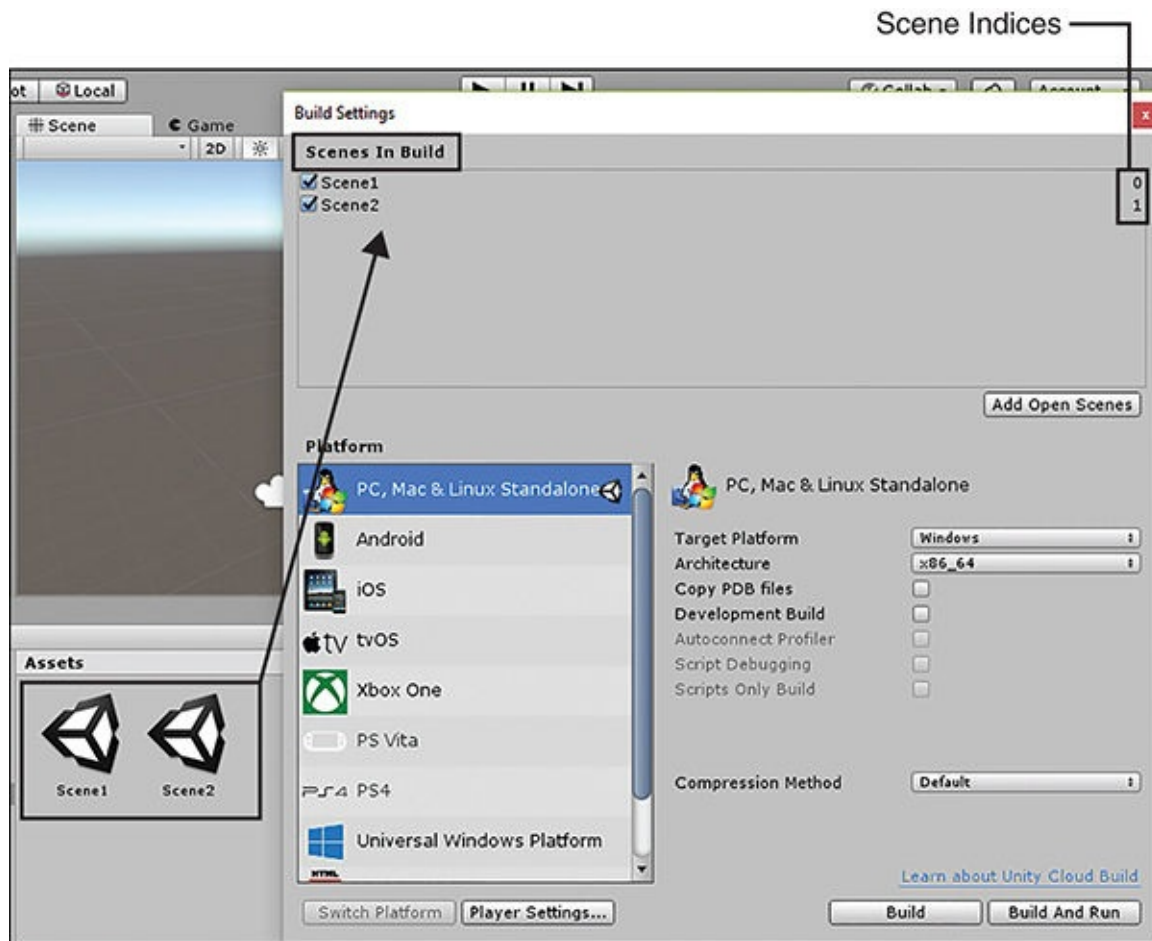 Scene Indices
Local
Scene
Game
2D
Build Settings
Scenes In Build
Scene1 0
Scene2 1
Add Open Scenes
Platform
PC, Mac & Linux Standalone
Android
iOS
tv tvOS
Xbox One
PS Vita
PS4 PS4
Universal Windows Platform
HTML
Switch Platform
Player Settings...
PC, Mac & Linux Standalone
Target Platform Windows
Architecture x86_64
Copy PDB files
Development Build
Autoconnect Profiler
Script Debugging
Scripts Only Build
Compression Method Default
Learn about Unity Cloud Build
Build
Build And Run
Assets
Scene1
Scene2